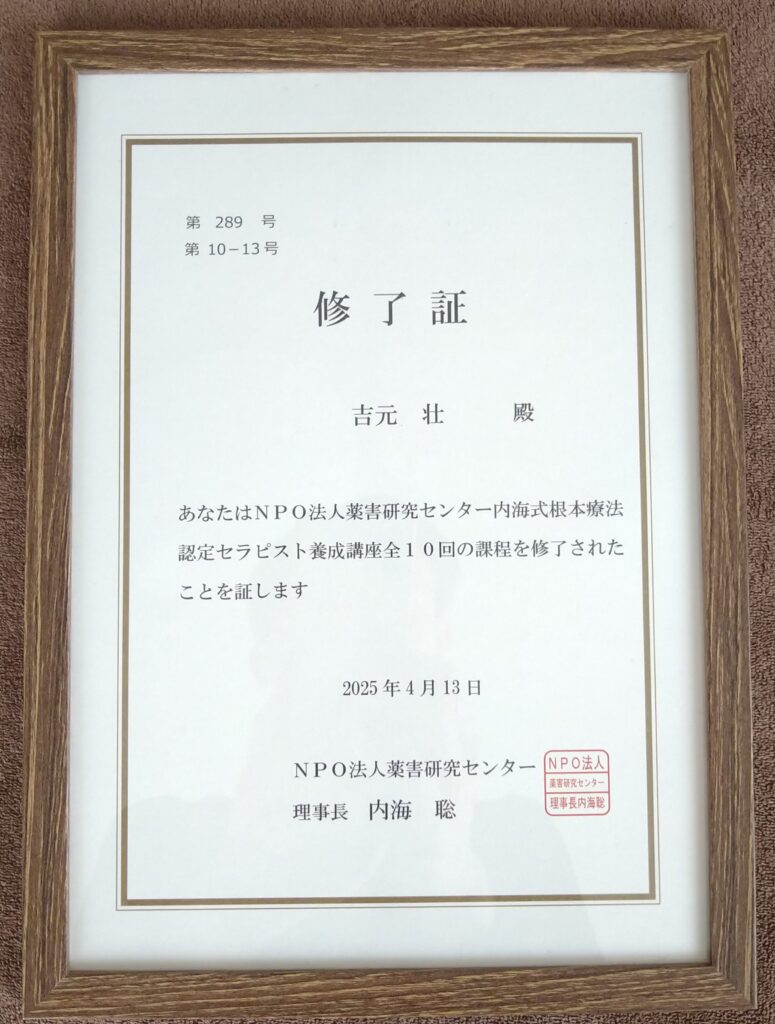 第 289 号
第 10－13 号
修了証
吉元 壮 殿
あなたはＮＰＯ法人薬害研究センター内海式根本療法
認定セラピスト養成講座全１０回の課程を修了された
ことを証します
2025 年 4 月 13 日
ＮＰＯ法人薬害研究センター
理事長 内海 聡
ＮＰＯ法人
薬害研究センター
理事長内海聡